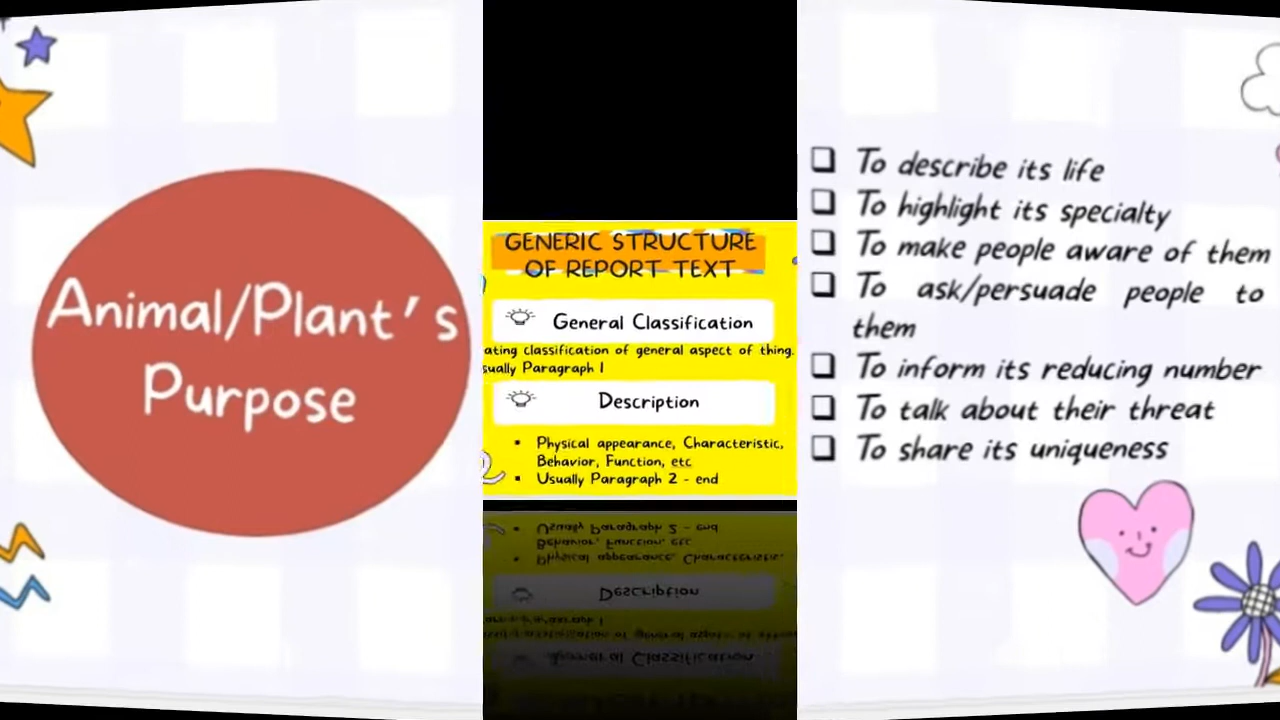 Animal/Plant's
Purpose
GENERIC STRUCTURE
OF REPORT TEXT
General Classification
classification of general aspect of thing.
Paragraph 1
Description
• Physical appearance, Characteristic,
Behavior, Function, etc
• Usually Paragraph 2 - end
❑ To describe its life
❑ To highlight its specialty
❑ To make people aware of them
❑ To ask/persuade people to
them
❑ To inform its reducing number
❑ To talk about their threat
❑ To share its uniqueness